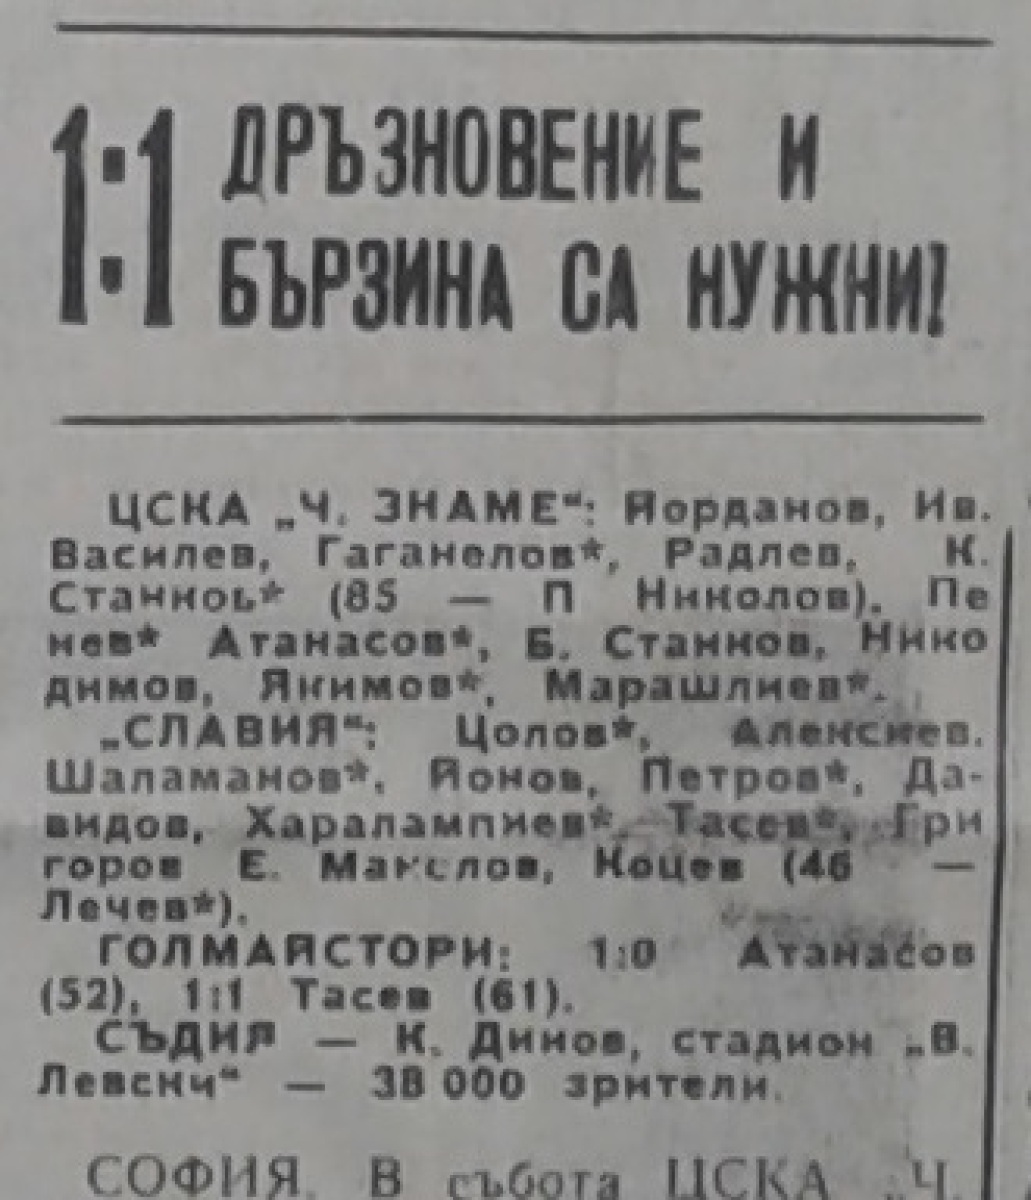 1:1 ДРЪЗНОВЕНИЕ И
БЪРЗИНА СА НУЖНИ!
ЦСКА „Ч. ЗНАМЕ“: Йорданов, Ив.
Василев, Гаганелов*, Радлев, К.
Станков* (85 — П Николов). Пе
нев* Атанасов*, Б. Станков, Нико
димов, Якимов*, Марашлиев*.
„СЛАВИЯ“: Цолов*, Алексиев.
Шаламанов*, Йонов, Петров*, Да-
видов, Харалампиев*. Тасев*, Гри
горов Е. Макслов, Коцев (46 —
Лечев*).
ГОЛМАЙСТОРИ: 1:0 Атанасов
(52), 1:1 Тасев (61).
СЪДИЯ — К. Динов, стадион „В.
Левски“ — 38 000 зрители.
СОФИЯ. В събота ЦСКА „Ч.